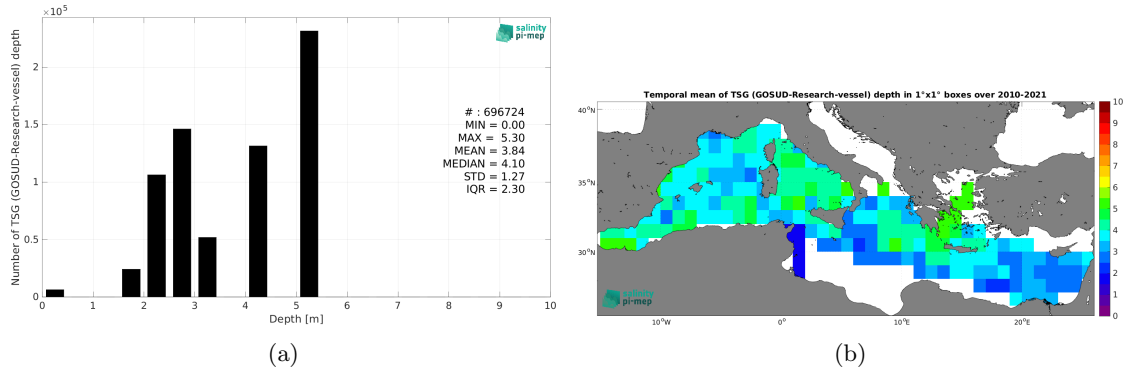 ×10⁵
salinity
pi-mep
Number of TSG (GOSUD-Research-vessel) depth
2
1.5
1
0.5
0
# : 696724
MIN = 0.00
MAX = 5.30
MEAN = 3.84
MEDIAN = 4.10
STD = 1.27
IQR = 2.30
0 1 2 3 4 5 6 7 8 9 10
Depth [m]
(a)
Temporal mean of TSG (GOSUD-Research-vessel) depth in 1°x1° boxes over 2010-2021
40°N
35°N
30°N
10°W 0° 10°E 20°E
10
9
8
7
6
5
4
3
2
1
0
salinity
pi-mep
(b)